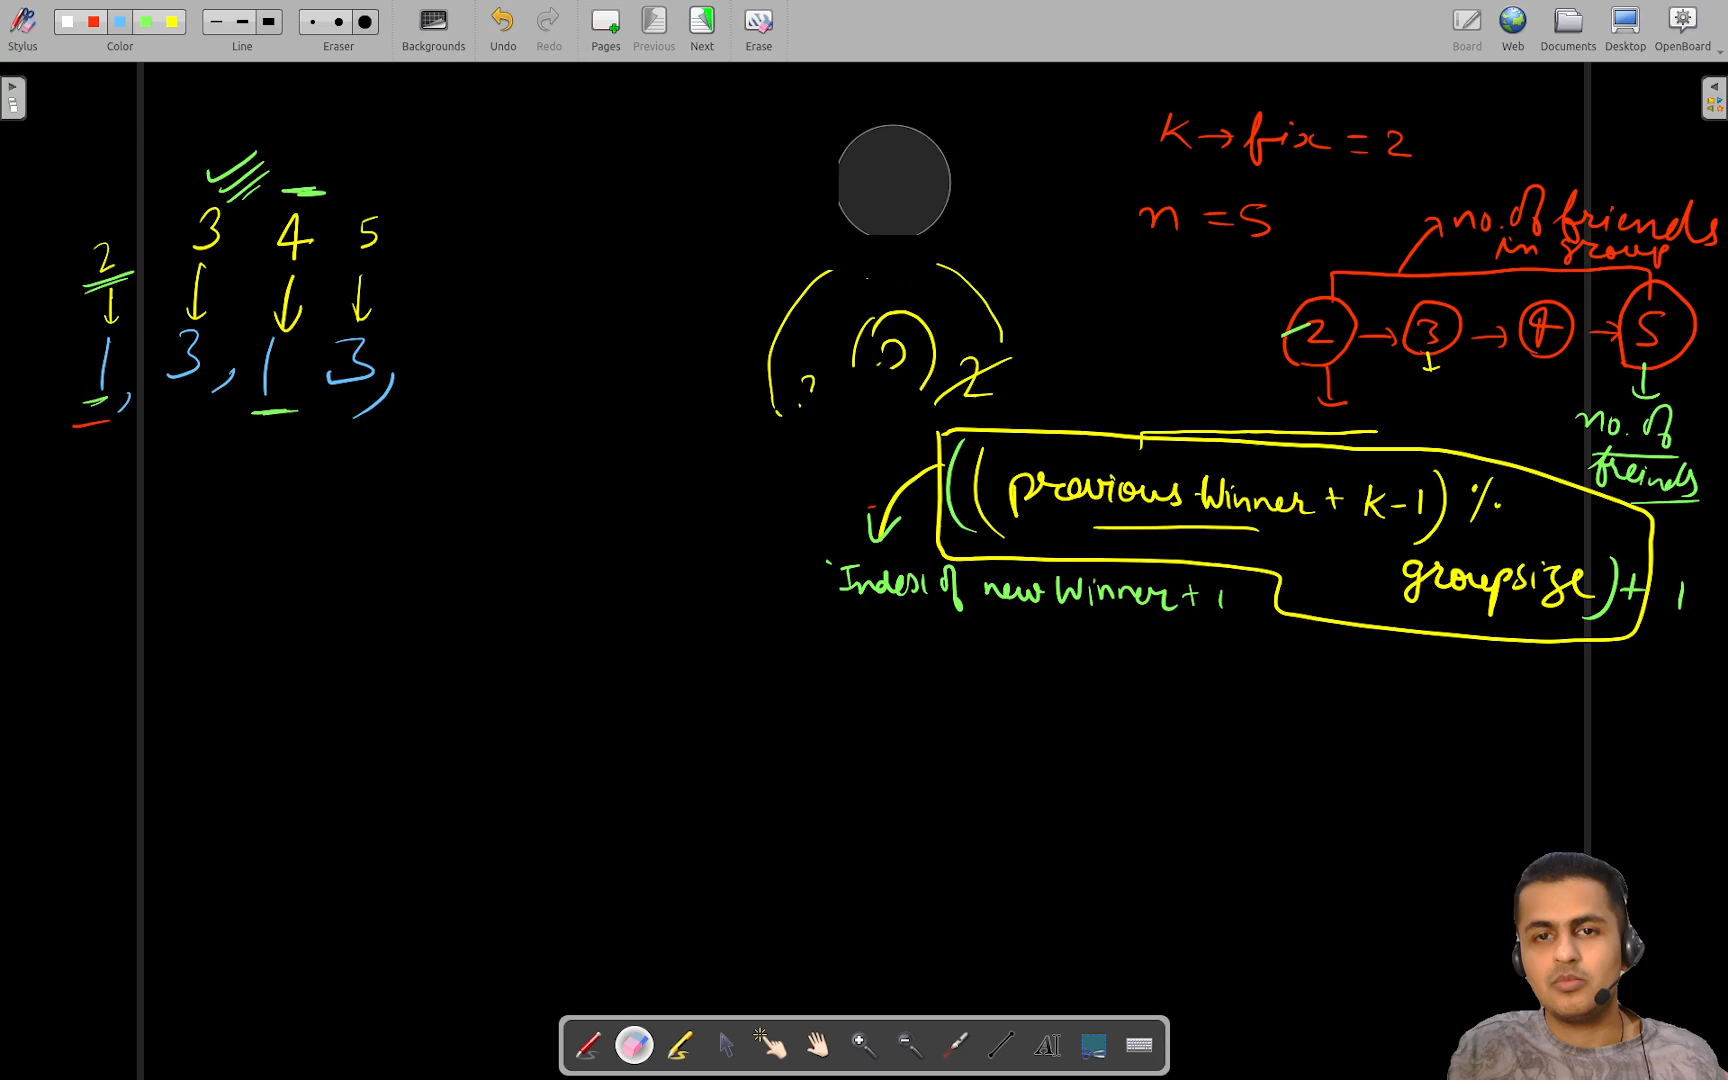 Stylus Color Line Eraser Backgrounds Undo Redo Pages Previous Next Erase Board Web Documents Desktop OpenBoard
K → fix = 2
n = 5
no. of friends
in group
2 3 4 5
1, 3, 1 3,
? ? 2
2 → 3 → 4 → 5
no. of
freinds
((previous Winner + K - 1) %
groupsize) + 1
Index of new Winner + 1
AI